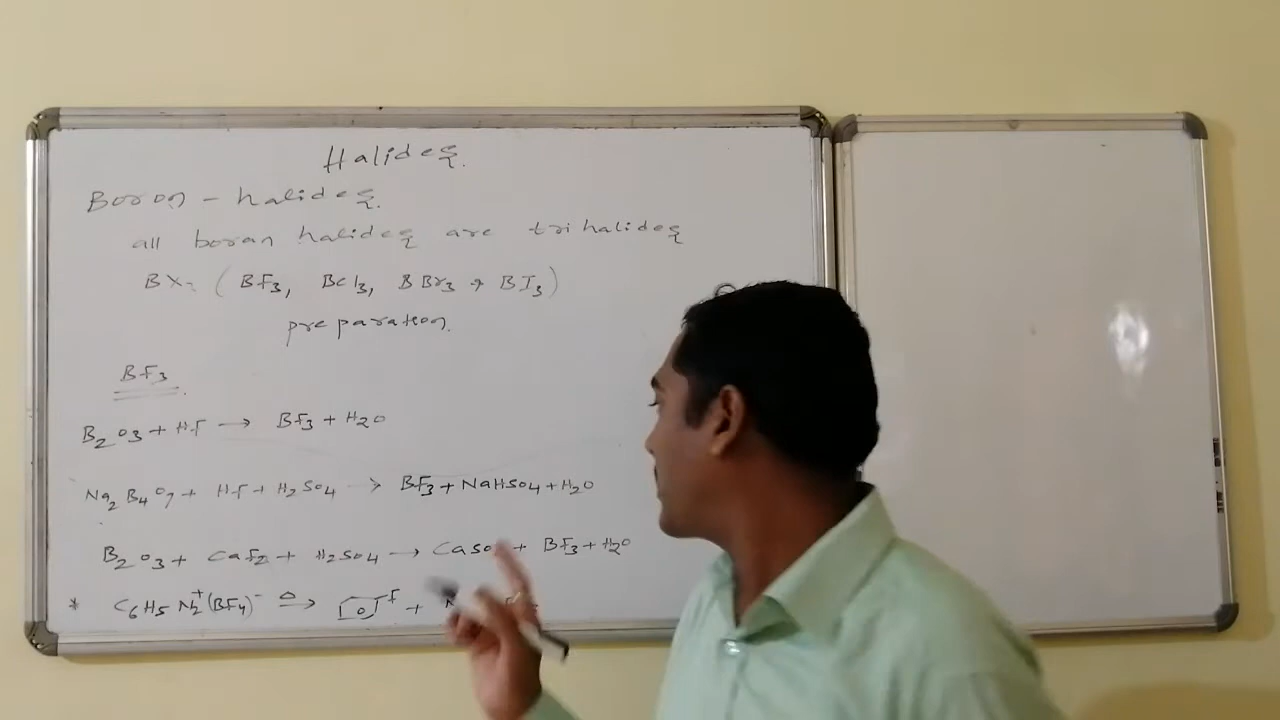 Halides.
Boron - halides.
all boran halides are trihalides
BX3 (BF3, BCl3, BBr3 & BI3)
preparation.
BF3
B2O3 + HF → BF3 + H2O
Na2B4O7 + HF + H2SO4 → BF3 + NaHSO4 + H2O
B2O3 + CaF2 + H2SO4 → CaSO4 + BF3 + H2O
* C6H5N2+(BF4)- △→ F +